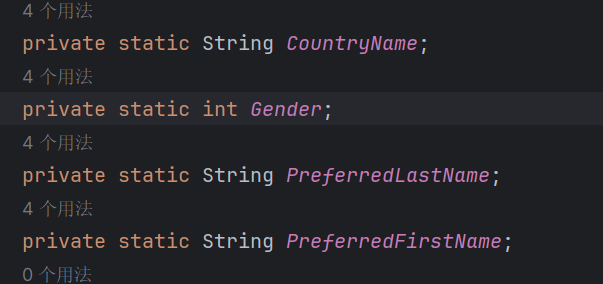 4 个用法
private static String CountryName;
4 个用法
private static int Gender;
4 个用法
private static String PreferredLastName;
4 个用法
private static String PreferredFirstName;
0 个用法